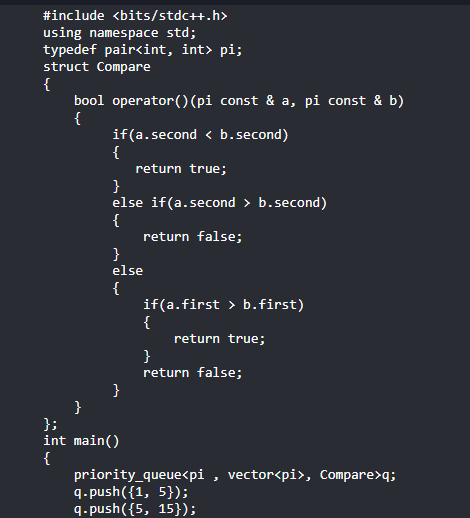 #include <bits/stdc++.h>
using namespace std;
typedef pair<int, int> pi;
struct Compare
{
bool operator()(pi const & a, pi const & b)
{
if(a.second < b.second)
{
return true;
}
else if(a.second > b.second)
{
return false;
}
else
{
if(a.first > b.first)
{
return true;
}
return false;
}
}
};
int main()
{
priority_queue<pi , vector<pi>, Compare>q;
q.push({1, 5});
q.push({5, 15});